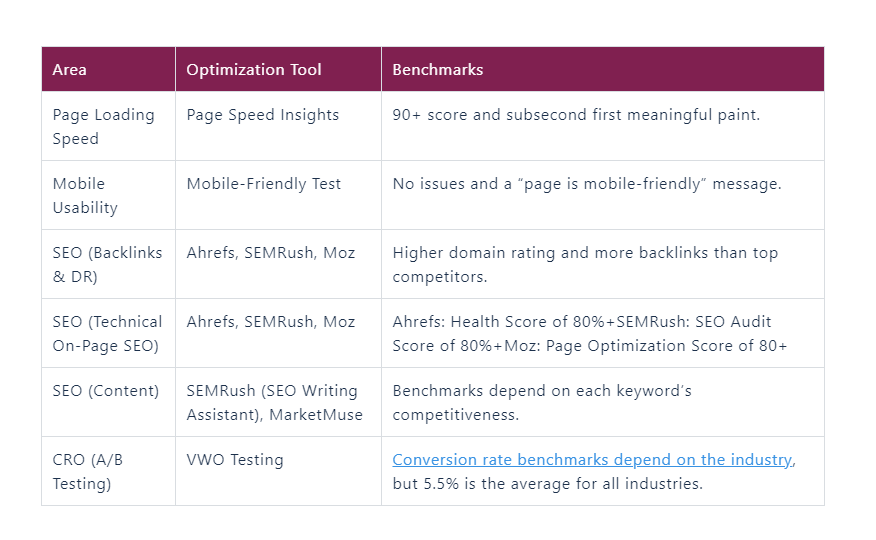 Area Optimization Tool Benchmarks
Page Loading Page Speed Insights 90+ score and subsecond first meaningful paint.
Speed
Mobile Mobile-Friendly Test No issues and a “page is mobile-friendly” message.
Usability
SEO (Backlinks Ahrefs, SEMRush, Moz Higher domain rating and more backlinks than top
& DR) competitors.
SEO (Technical Ahrefs, SEMRush, Moz Ahrefs: Health Score of 80%+SEMRush: SEO Audit
On-Page SEO) Score of 80%+Moz: Page Optimization Score of 80+
SEO (Content) SEMRush (SEO Writing Benchmarks depend on each keyword’s
Assistant), MarketMuse competitiveness.
CRO (A/B VWO Testing Conversion rate benchmarks depend on the industry,
Testing) but 5.5% is the average for all industries.